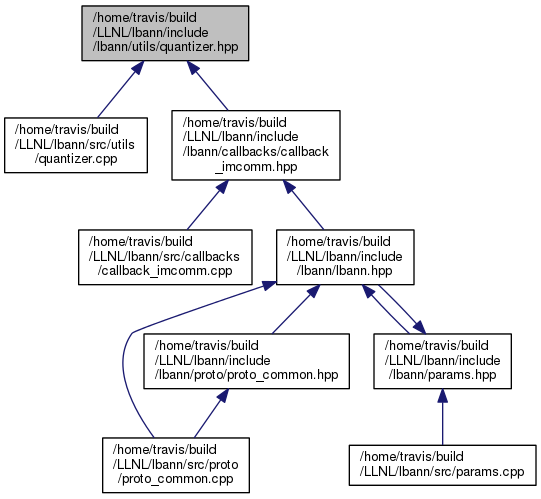 /home/travis/build
/LLNL/lbann/include
/lbann/utils/quantizer.hpp
/home/travis/build
/LLNL/lbann/src/utils
/quantizer.cpp
/home/travis/build
/LLNL/lbann/include
/lbann/callbacks/callback
_imcomm.hpp
/home/travis/build
/LLNL/lbann/src/callbacks
/callback_imcomm.cpp
/home/travis/build
/LLNL/lbann/include
/lbann/lbann.hpp
/home/travis/build
/LLNL/lbann/include
/lbann/proto/proto_common.hpp
/home/travis/build
/LLNL/lbann/include
/lbann/params.hpp
/home/travis/build
/LLNL/lbann/src/proto
/proto_common.cpp
/home/travis/build
/LLNL/lbann/src/params.cpp